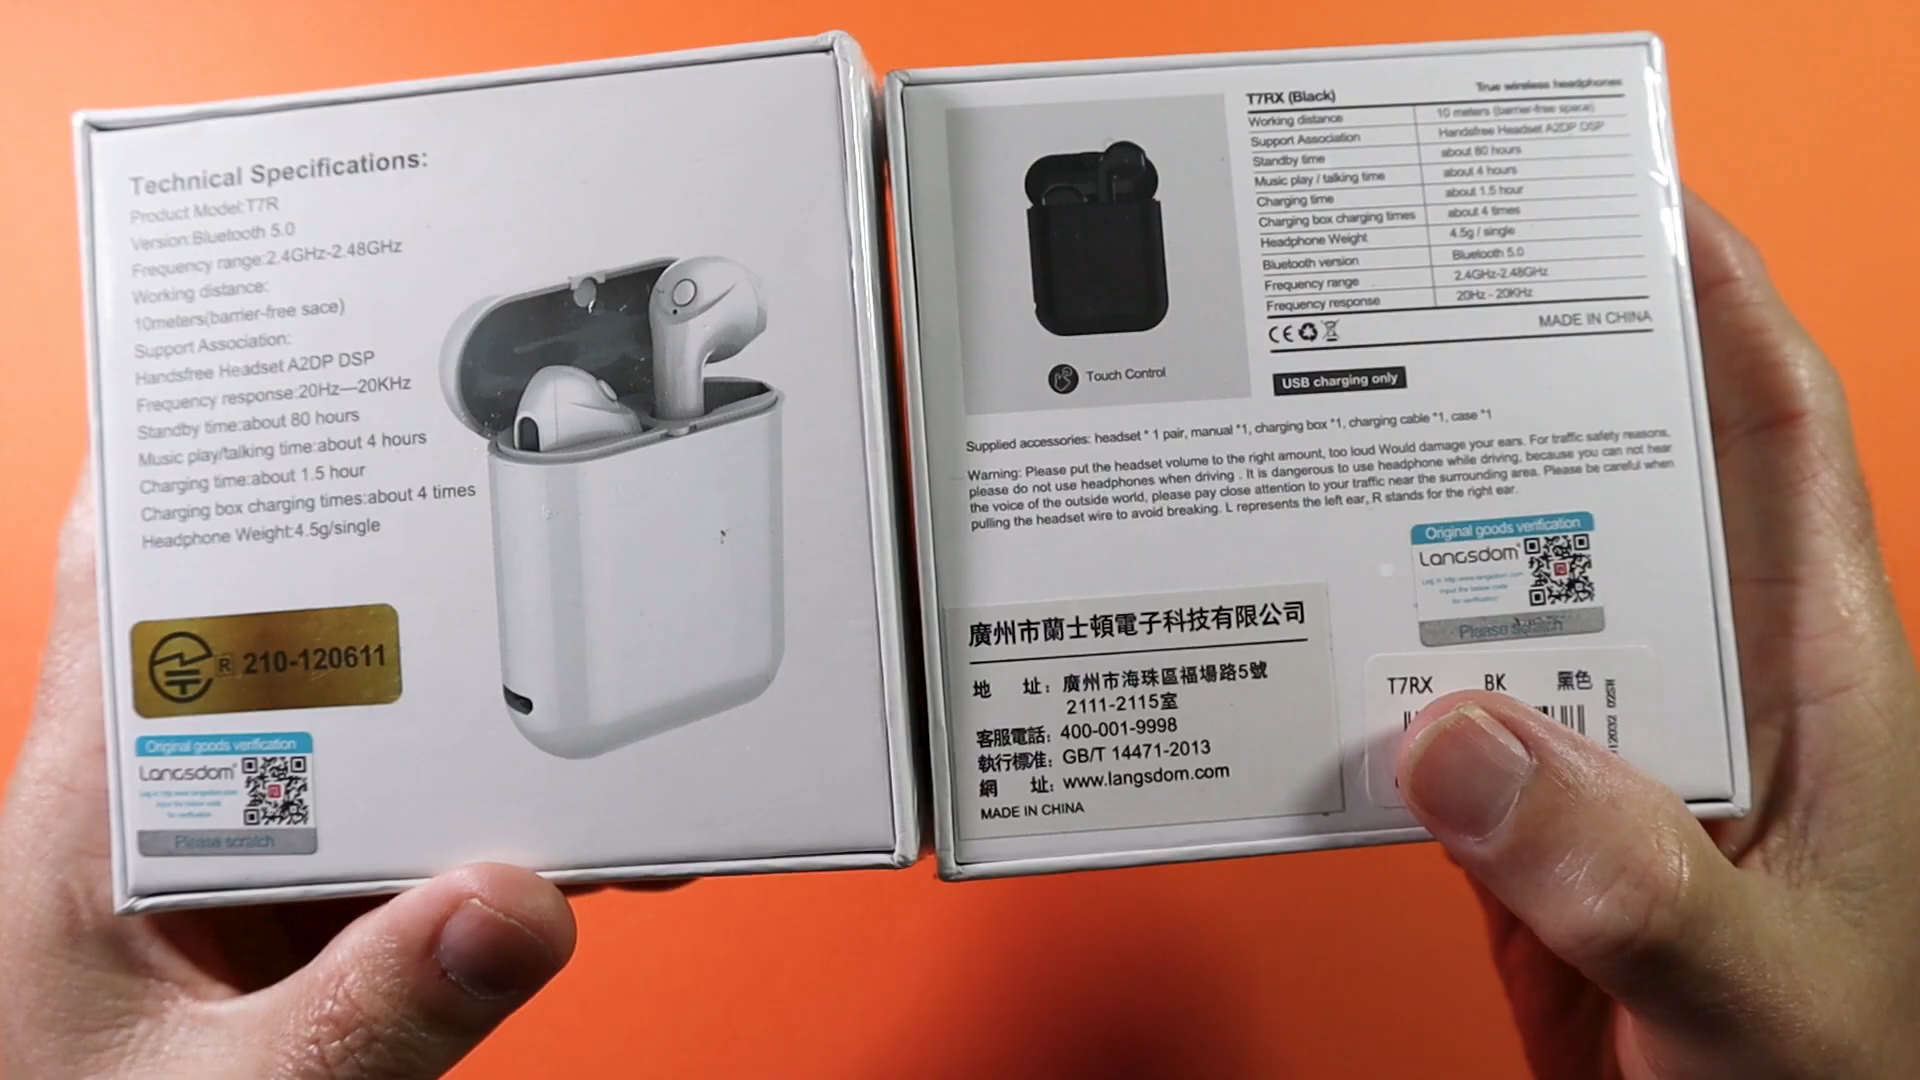 Technical Specifications:
Product Model:T7R
Version:Bluetooth 5.0
Frequency range:2.4GHz-2.48GHz
Working distance:
10meters(barrier-free sace)
Support Association:
Handsfree Headset A2DP DSP
Frequency response:20Hz—20KHz
Standby time:about 80 hours
Music play/talking time:about 4 hours
Charging time:about 1.5 hour
Charging box charging times:about 4 times
Headphone Weight:4.5g/single
R 210-120611
Original goods verification
Langsdom
Please scratch
T7RX (Black) True wireless headphones
Working distance 10 meters (barrier-free space)
Support Association Handsfree Headset A2DP DSP
Standby time about 80 hours
Music play / talking time about 4 hours
Charging time about 1.5 hour
Charging box charging times about 4 times
Headphone Weight 4.5g / single
Bluetooth version Bluetooth 5.0
Frequency range 2.4GHz-2.48GHz
Frequency response 20Hz - 20KHz
CE MADE IN CHINA
Touch Control
USB charging only
Supplied accessories: headset * 1 pair, manual *1, charging box *1, charging cable *1, case *1
Warning: Please put the headset volume to the right amount, too loud Would damage your ears. For traffic safety reasons,
please do not use headphones when driving . It is dangerous to use headphone while driving, because you can not hear
the voice of the outside world, please pay close attention to your traffic near the surrounding area. Please be careful when
pulling the headset wire to avoid breaking. L represents the left ear, R stands for the right ear.
Original goods verification
Langsdom
Log in http:www.langsdom.com
input the below code
for verification
Please scratch
廣州市蘭士頓電子科技有限公司
地 址：廣州市海珠區福場路5號
2111-2115室
客服電話：400-001-9998
執行標准：GB/T 14471-2013
網 址：www.langsdom.com
MADE IN CHINA
T7RX BK 黑色